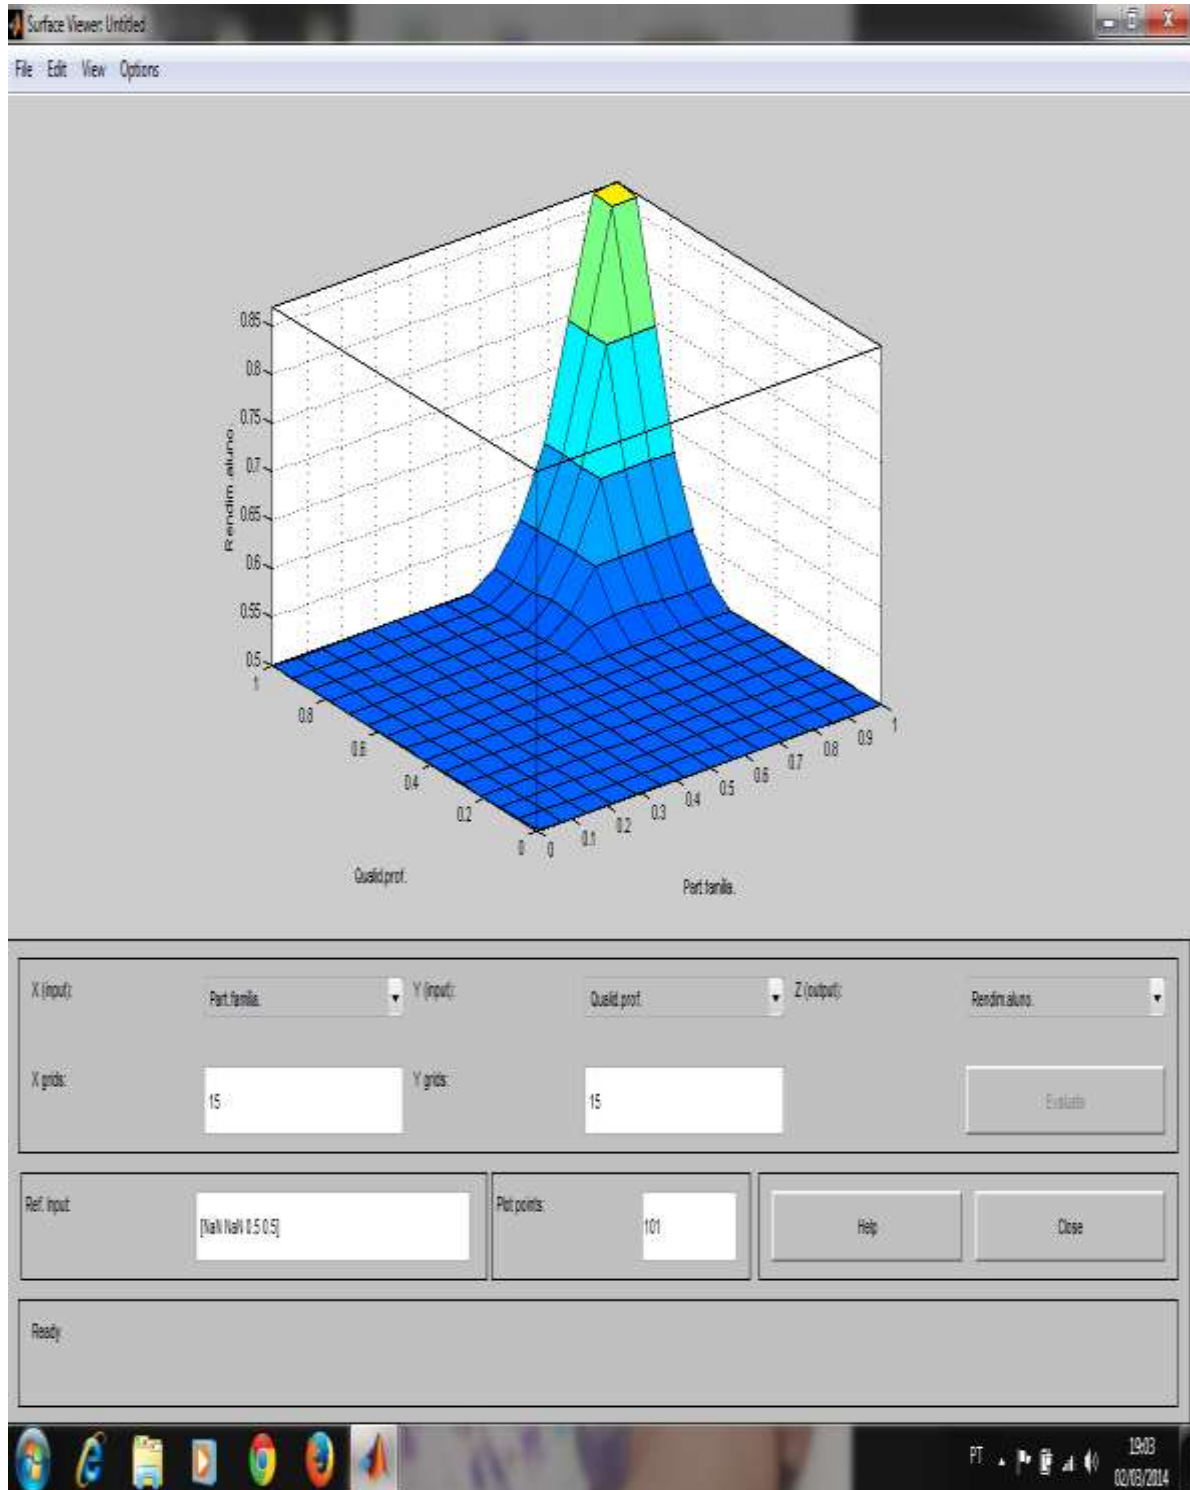 Surface Viewer: Untitled
File Edit View Options
0.85
0.8
0.75
0.7
0.65
0.6
0.55
0.5
Rendim.aluno
1
0.8
0.6
0.4
0.2
0
0
0.1
0.2
0.3
0.4
0.5
0.6
0.7
0.8
0.9
1
Qualid.prof.
Part.família.
X (input): Part.família. Y (input): Qualid.prof. Z (output): Rendim.aluno.
X grids: 15 Y grids: 15 Evaluate
Ref. Input: [NaN NaN 0.5 0.5] Plot points: 101 Help Close
Ready
PT 19:03
02/03/2014